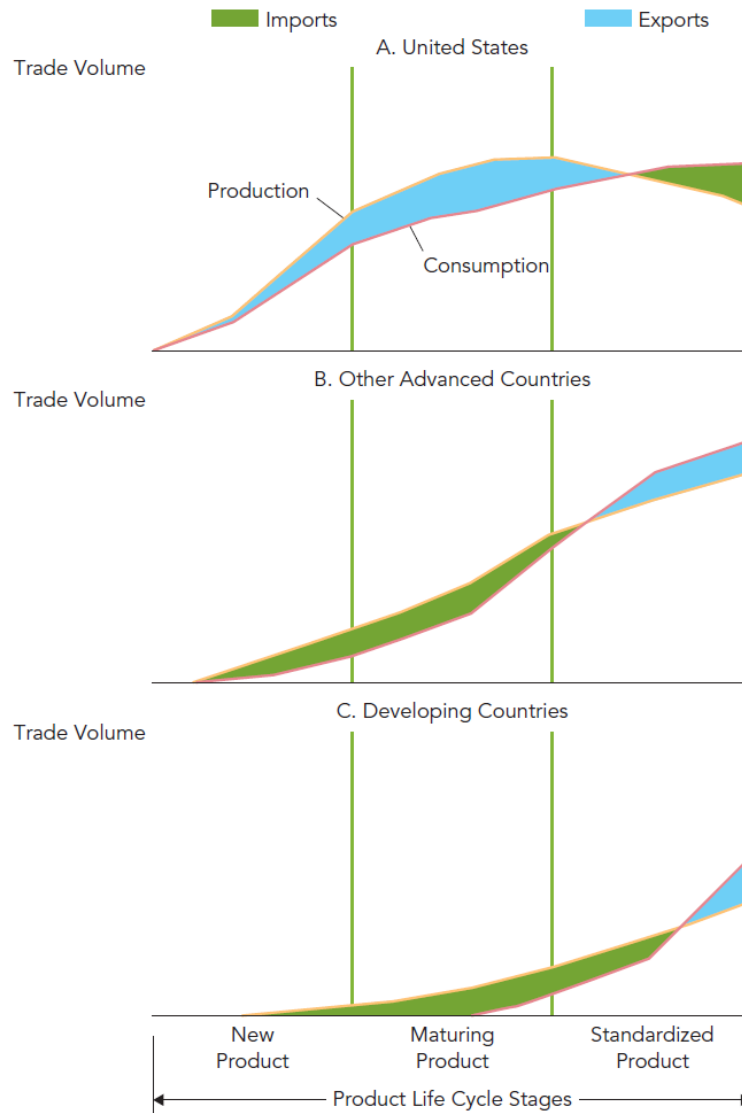 Imports
Exports
A. United States
Trade Volume
Production
Consumption
B. Other Advanced Countries
Trade Volume
C. Developing Countries
Trade Volume
New
Product
Maturing
Product
Standardized
Product
Product Life Cycle Stages